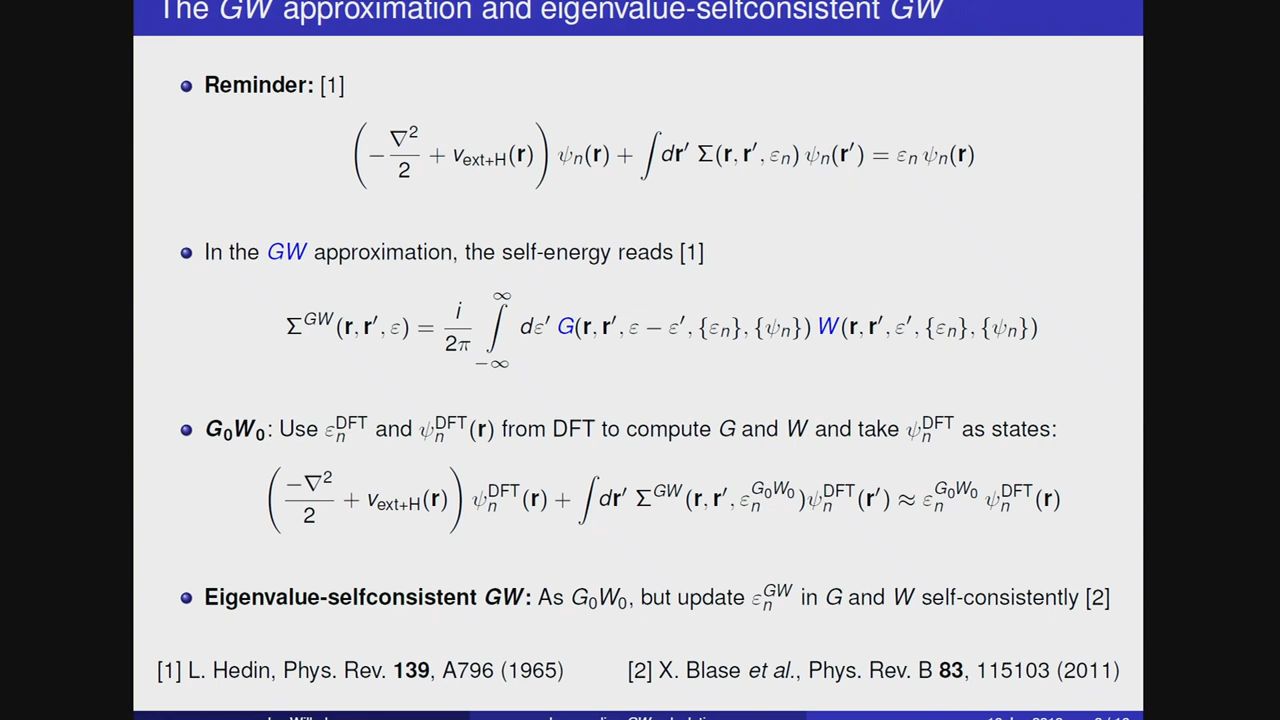 The GW approximation and eigenvalue-selfconsistent GW
Reminder: [1]
(−∇²/2 + v_ext+H(r)) ψ_n(r) + ∫dr′ Σ(r, r′, ε_n) ψ_n(r′) = ε_n ψ_n(r)
In the GW approximation, the self-energy reads [1]
Σ^GW(r, r′, ε) = i/2π ∫_−∞^∞ dε′ G(r, r′, ε − ε′, {ε_n}, {ψ_n}) W(r, r′, ε′, {ε_n}, {ψ_n})
G₀W₀: Use ε_n^DFT and ψ_n^DFT(r) from DFT to compute G and W and take ψ_n^DFT as states:
(−∇²/2 + v_ext+H(r)) ψ_n^DFT(r) + ∫dr′ Σ^GW(r, r′, ε_n^G₀W₀)ψ_n^DFT(r′) ≈ ε_n^G₀W₀ ψ_n^DFT(r)
Eigenvalue-selfconsistent GW: As G₀W₀, but update ε_n^GW in G and W self-consistently [2]
[1] L. Hedin, Phys. Rev. 139, A796 (1965) [2] X. Blase et al., Phys. Rev. B 83, 115103 (2011)